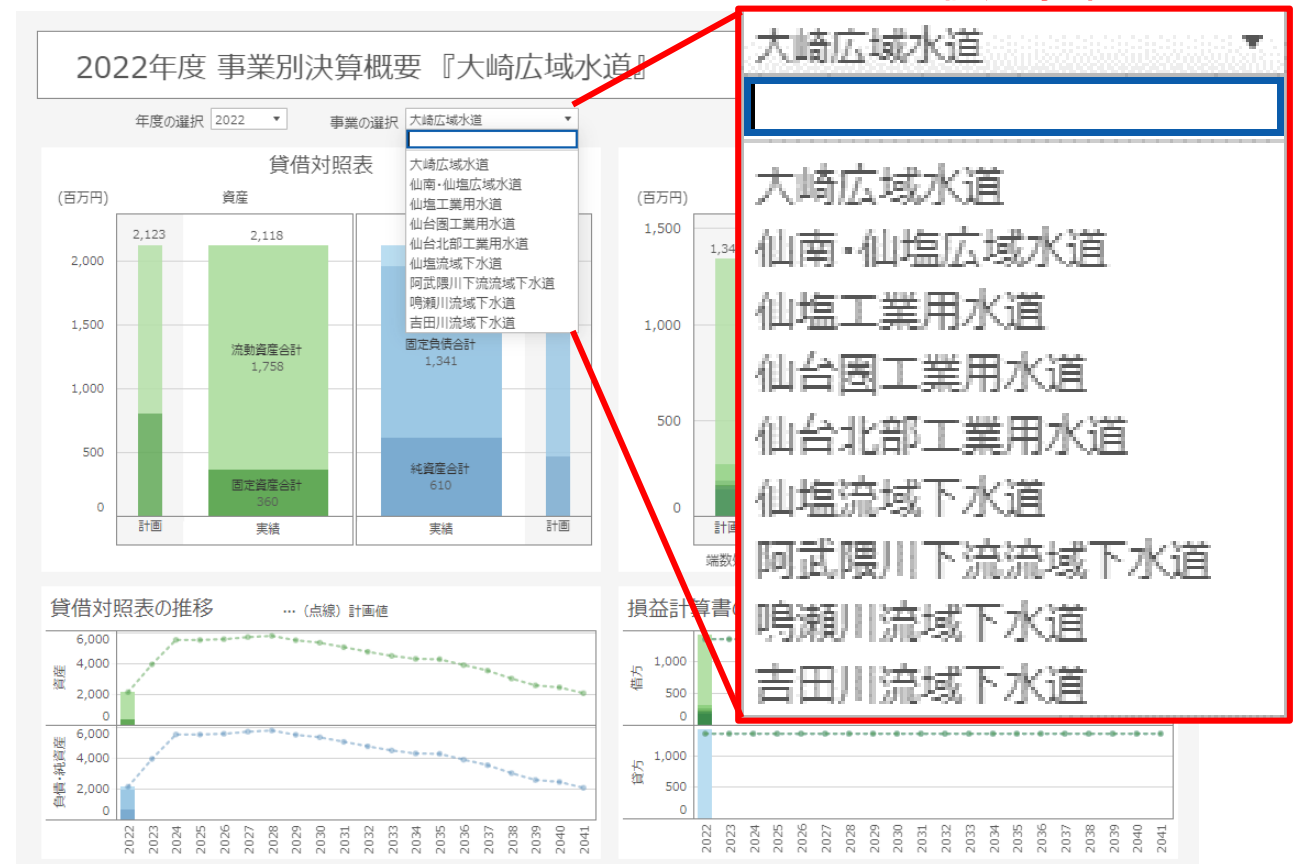 2022年度 事業別決算概要 『大崎広域水道』
年度の選択 2022
事業の選択 大崎広域水道
大崎広域水道
仙南・仙塩広域水道
仙塩工業用水道
仙台圏工業用水道
仙台北部工業用水道
仙塩流域下水道
阿武隈川下流流域下水道
鳴瀬川流域下水道
吉田川流域下水道
貸借対照表
(百万円)
資産
2,123
2,118
2,000
1,500
1,000
500
0
流動資産合計
1,758
固定資産合計
360
固定負債合計
1,341
純資産合計
610
計画
実績
実績
計画
(百万円)
1,500
1,000
500
0
大崎広域水道
大崎広域水道
仙南・仙塩広域水道
仙塩工業用水道
仙台圏工業用水道
仙台北部工業用水道
仙塩流域下水道
阿武隈川下流流域下水道
鳴瀬川流域下水道
吉田川流域下水道
貸借対照表の推移
… (点線) 計画値
資産
6,000
4,000
2,000
0
負債・純資産
6,000
4,000
2,000
0
2022 2023 2024 2025 2026 2027 2028 2029 2030 2031 2032 2033 2034 2035 2036 2037 2038 2039 2040 2041
損益計算書
借方
1,000
500
0
貸方
1,000
500
0
2022 2023 2024 2025 2026 2027 2028 2029 2030 2031 2032 2033 2034 2035 2036 2037 2038 2039 2040 2041